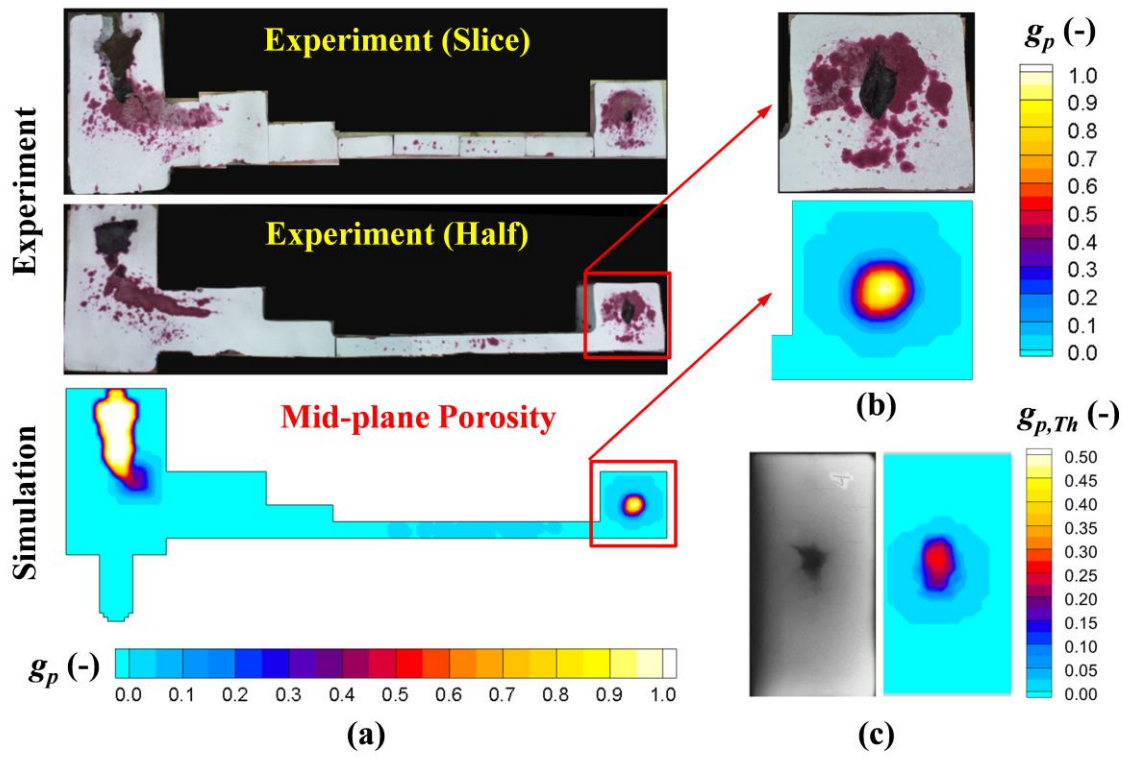 Experiment
Experiment (Slice)
Experiment (Half)
Simulation
Mid-plane Porosity
g_p (-)
0.0 0.1 0.2 0.3 0.4 0.5 0.6 0.7 0.8 0.9 1.0
(a)
g_p (-)
1.0
0.9
0.8
0.7
0.6
0.5
0.4
0.3
0.2
0.1
0.0
(b)
g_p,Th (-)
0.50
0.45
0.40
0.35
0.30
0.25
0.20
0.15
0.10
0.05
0.00
(c)